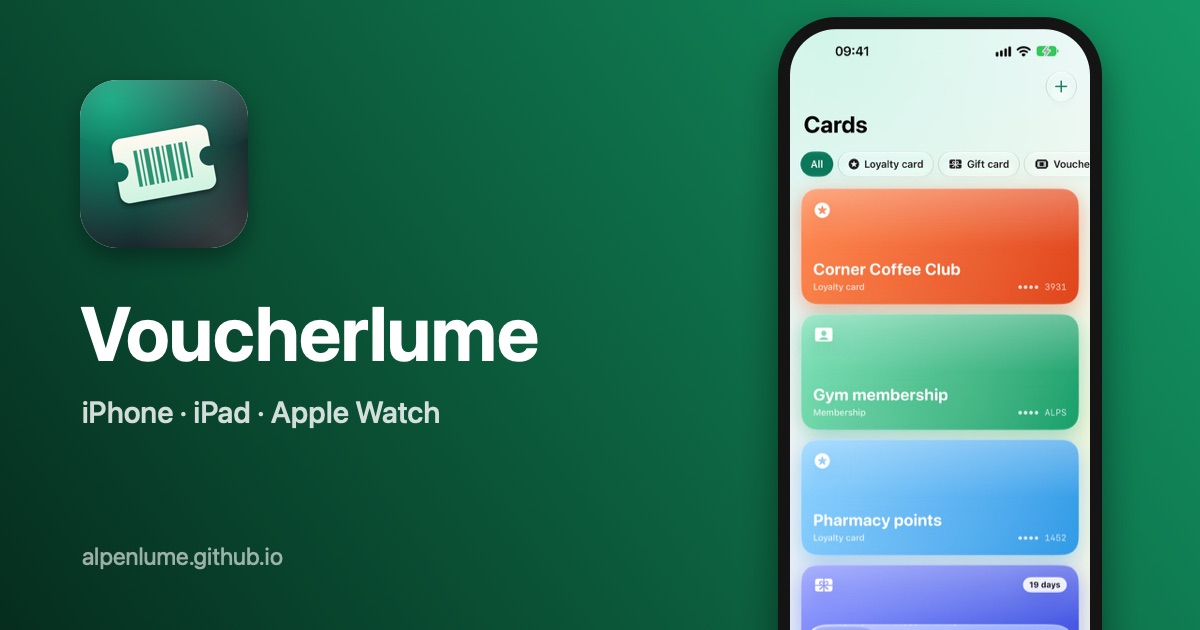 Voucherlume
iPhone · iPad · Apple Watch
alpenlume.github.io
09:41
Cards
All
Loyalty card
Gift card
Vouche
Corner Coffee Club
Loyalty card
•••• 3931
Gym membership
Membership
•••• ALPS
Pharmacy points
Loyalty card
•••• 1452
19 days